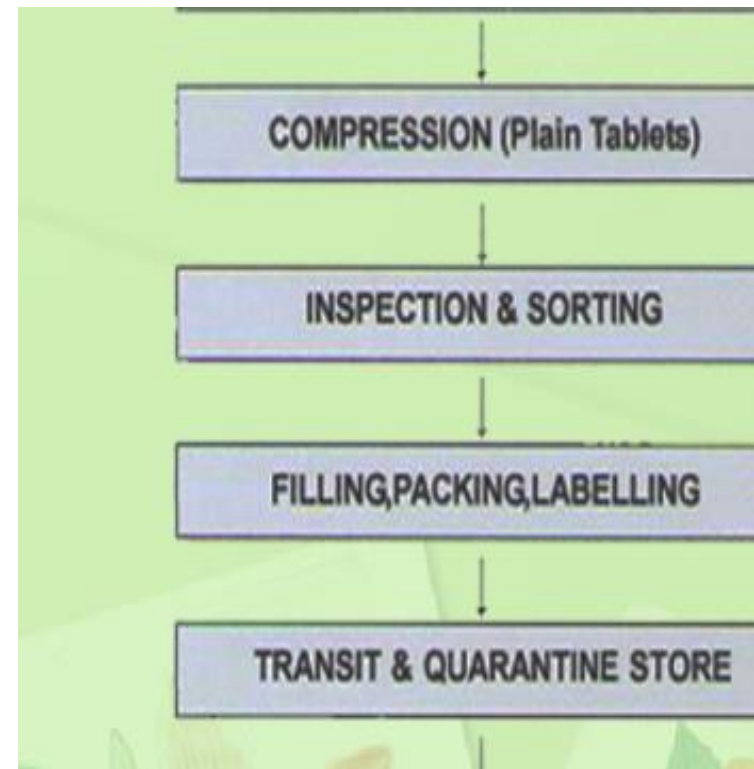 COMPRESSION (Plain Tablets)
INSPECTION & SORTING
FILLING,PACKING,LABELLING
TRANSIT & QUARANTINE STORE